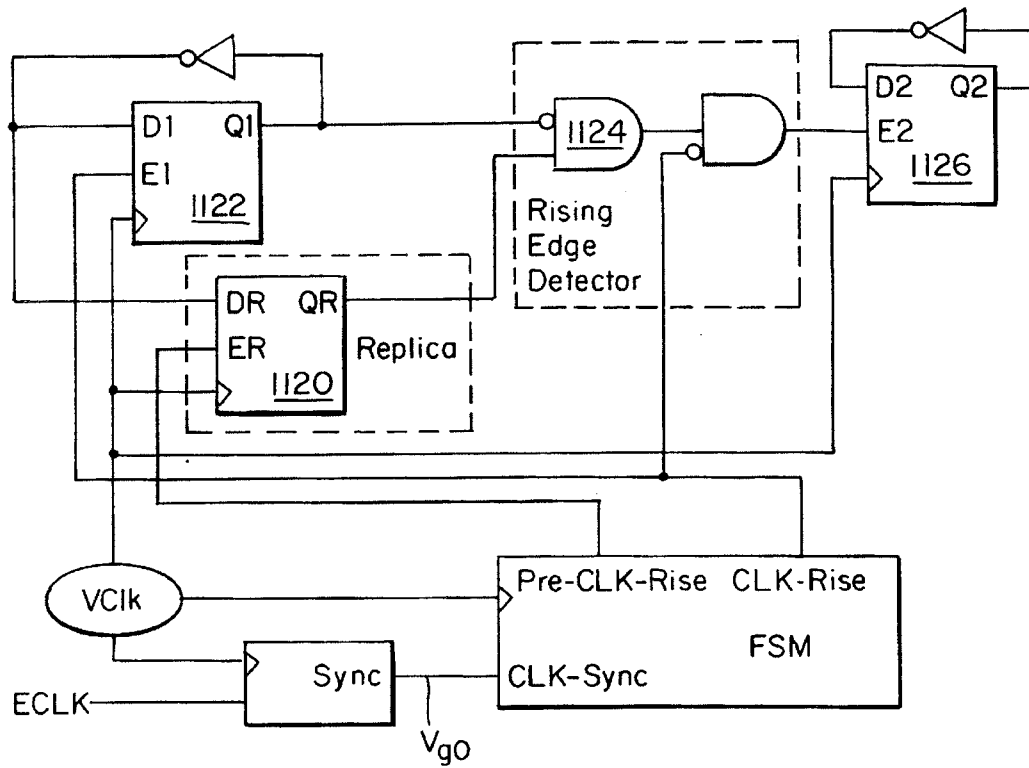 D1 Q1
E1
1122
1124
D2 Q2
E2
1126
Rising
Edge
Detector
DR QR
ER
1120
Replica
VClk
Pre-CLK-Rise CLK-Rise
FSM
CLK-Sync
Sync
ECLK
Vg0